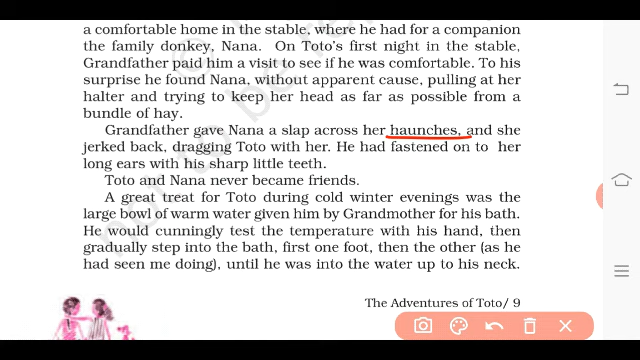 a comfortable home in the stable, where he had for a companion
the family donkey, Nana. On Toto's first night in the stable,
Grandfather paid him a visit to see if he was comfortable. To his
surprise he found Nana, without apparent cause, pulling at her
halter and trying to keep her head as far as possible from a
bundle of hay.
Grandfather gave Nana a slap across her haunches, and she
jerked back, dragging Toto with her. He had fastened on to her
long ears with his sharp little teeth.
Toto and Nana never became friends.
A great treat for Toto during cold winter evenings was the
large bowl of warm water given him by Grandmother for his bath.
He would cunningly test the temperature with his hand, then
gradually step into the bath, first one foot, then the other (as he
had seen me doing), until he was into the water up to his neck.
The Adventures of Toto/ 9